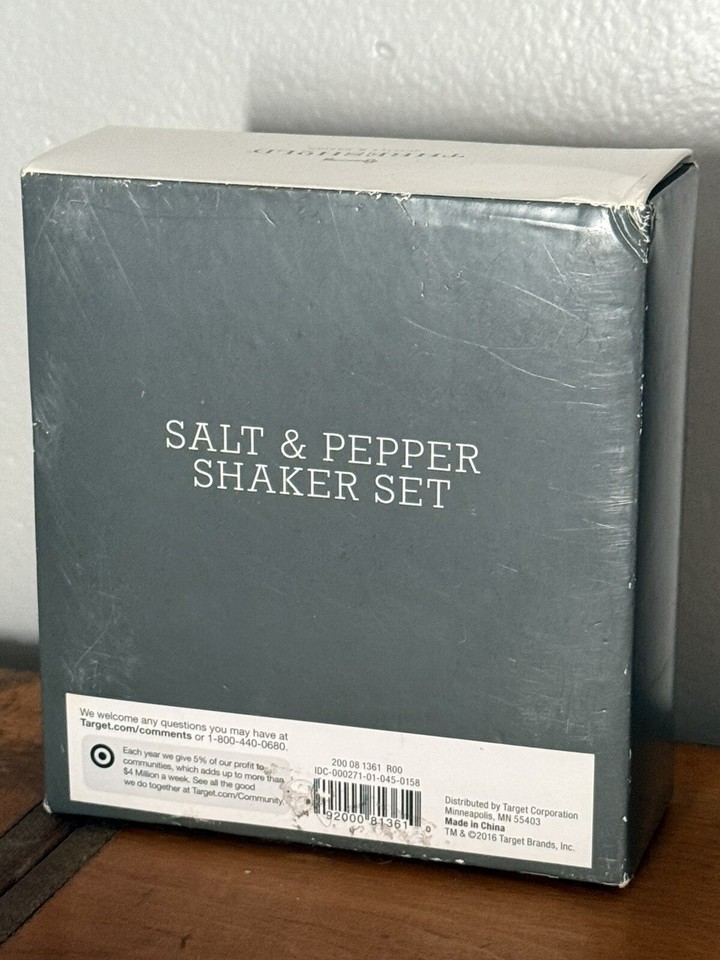 THRESHOLD
SALT & PEPPER
SHAKER SET
We welcome any questions you may have at
Target.com/comments or 1-800-440-0680.
Each year we give 5% of our profit to
communities, which adds up to more than
$4 Million a week. See all the good
we do together at Target.com/Community.
200 08 1361 R00
IDC-000271-01-045-0158
92000 81361 0
Distributed by Target Corporation
Minneapolis, MN 55403
Made in China
TM & ©2016 Target Brands, Inc.